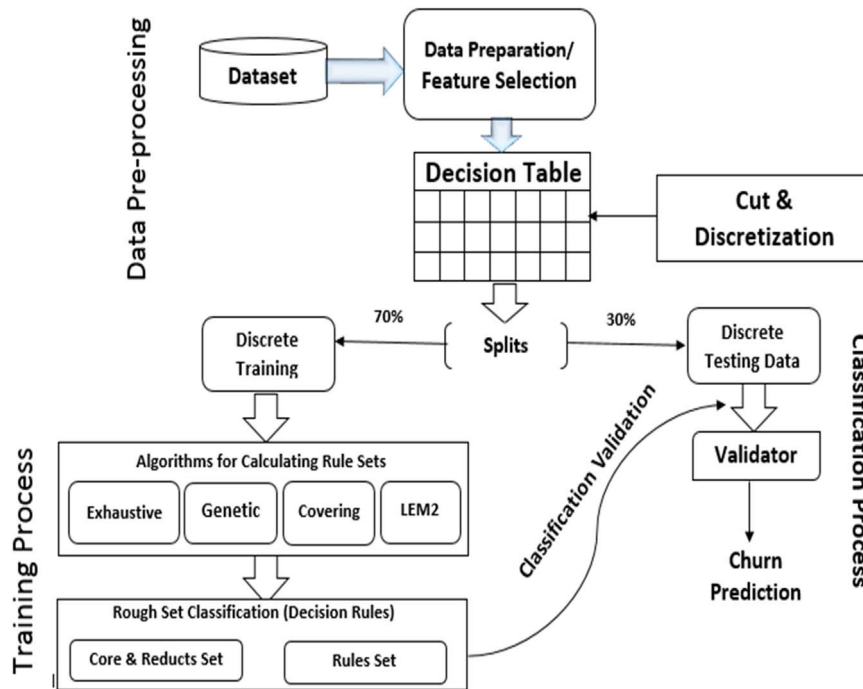 Data Pre-processing
Dataset
Data Preparation/
Feature Selection
Decision Table
Cut &
Discretization
70%
Splits
30%
Discrete
Training
Discrete
Testing Data
Classification Process
Training Process
Algorithms for Calculating Rule Sets
Exhaustive
Genetic
Covering
LEM2
Classification Validation
Validator
Churn
Prediction
Rough Set Classification (Decision Rules)
Core & Reducts Set
Rules Set